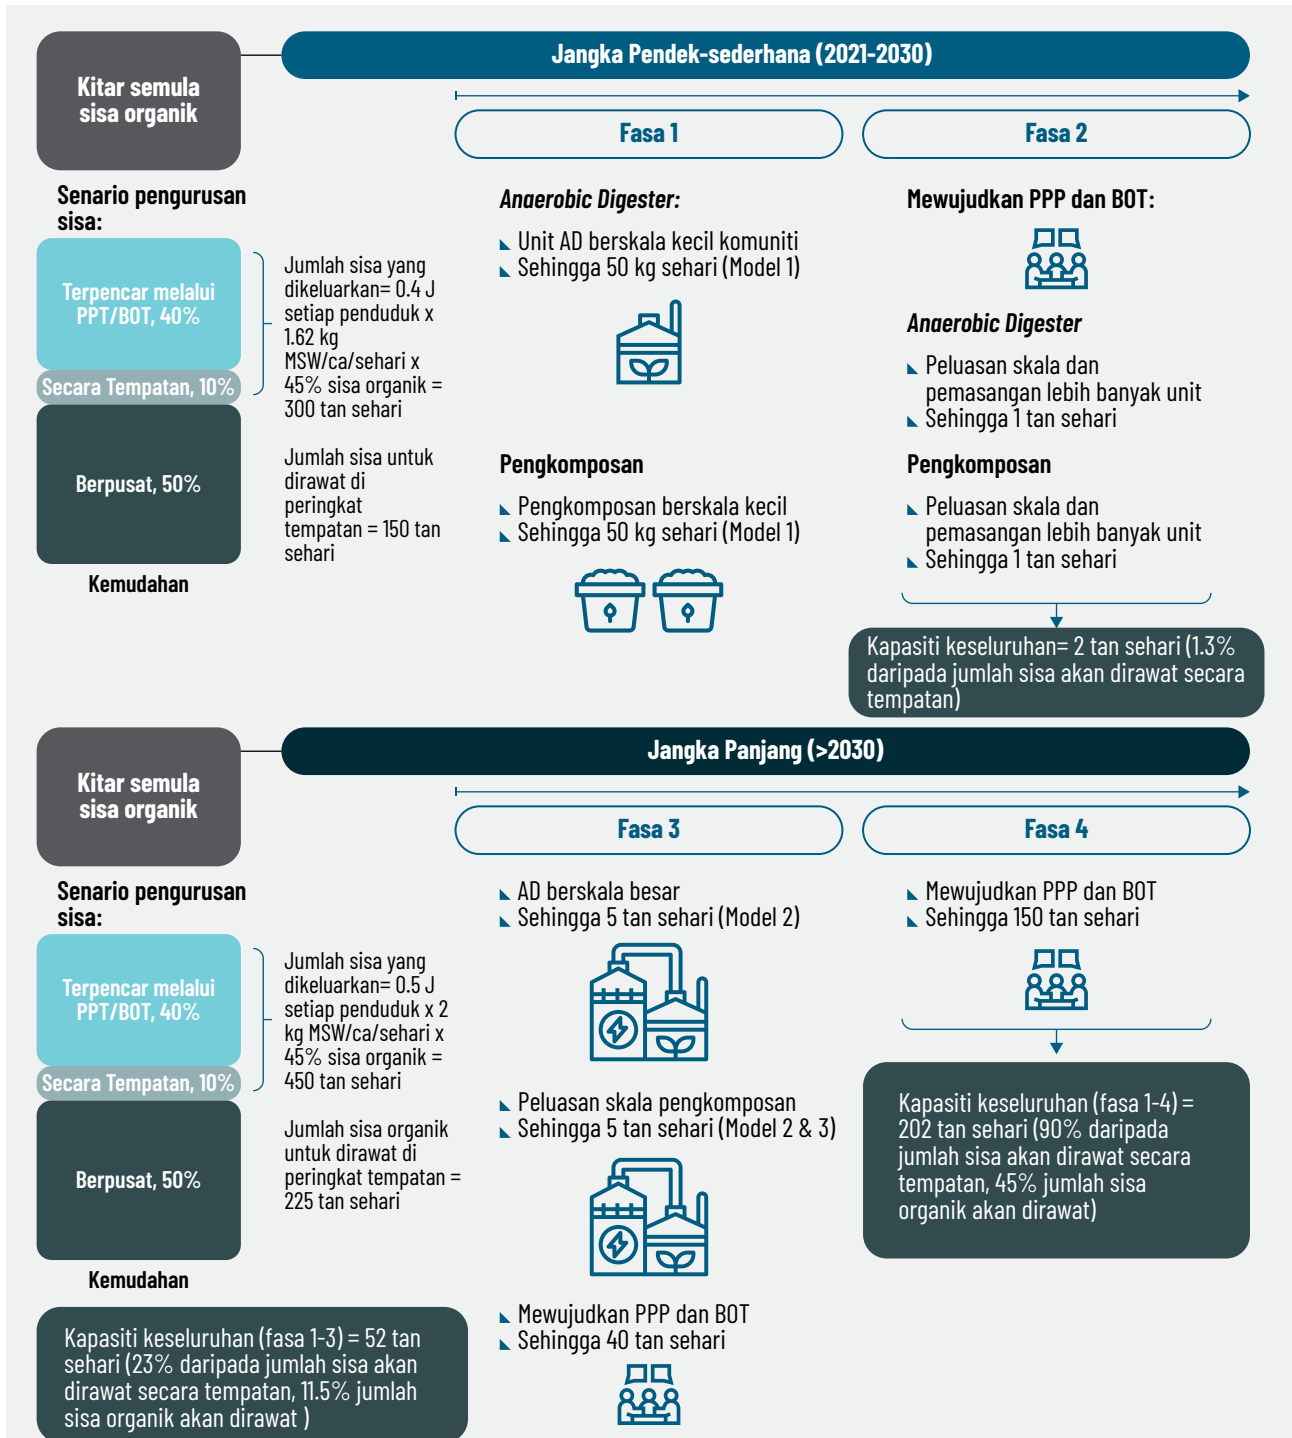 Kitar semula
sisa organik
Jangka Pendek-sederhana (2021-2030)
Fasa 1
Fasa 2
Senario pengurusan
sisa:
Terpencar melalui
PPT/BOT, 40%
Secara Tempatan, 10%
Berpusat, 50%
Kemudahan
Jumlah sisa yang
dikeluarkan= 0.4 J
setiap penduduk x
1.62 kg
MSW/ca/sehari x
45% sisa organik =
300 tan sehari
Jumlah sisa untuk
dirawat di
peringkat
tempatan = 150 tan
sehari
Anaerobic Digester:
Unit AD berskala kecil komuniti
Sehingga 50 kg sehari (Model 1)
Pengkomposan
Pengkomposan berskala kecil
Sehingga 50 kg sehari (Model 1)
Mewujudkan PPP dan BOT:
Anaerobic Digester
Peluasan skala dan
pemasangan lebih banyak unit
Sehingga 1 tan sehari
Pengkomposan
Peluasan skala dan
pemasangan lebih banyak unit
Sehingga 1 tan sehari
Kapasiti keseluruhan= 2 tan sehari (1.3%
daripada jumlah sisa akan dirawat secara
tempatan)
Kitar semula
sisa organik
Jangka Panjang (>2030)
Fasa 3
Fasa 4
Senario pengurusan
sisa:
Terpencar melalui
PPT/BOT, 40%
Secara Tempatan, 10%
Berpusat, 50%
Kemudahan
Jumlah sisa yang
dikeluarkan= 0.5 J
setiap penduduk x 2
kg MSW/ca/sehari x
45% sisa organik =
450 tan sehari
Jumlah sisa organik
untuk dirawat di
peringkat tempatan =
225 tan sehari
Kapasiti keseluruhan (fasa 1-3) = 52 tan
sehari (23% daripada jumlah sisa akan
dirawat secara tempatan, 11.5% jumlah
sisa organik akan dirawat )
AD berskala besar
Sehingga 5 tan sehari (Model 2)
Peluasan skala pengkomposan
Sehingga 5 tan sehari (Model 2 & 3)
Mewujudkan PPP dan BOT
Sehingga 40 tan sehari
Mewujudkan PPP dan BOT
Sehingga 150 tan sehari
Kapasiti keseluruhan (fasa 1-4) =
202 tan sehari (90% daripada
jumlah sisa akan dirawat secara
tempatan, 45% jumlah sisa
organik akan dirawat)